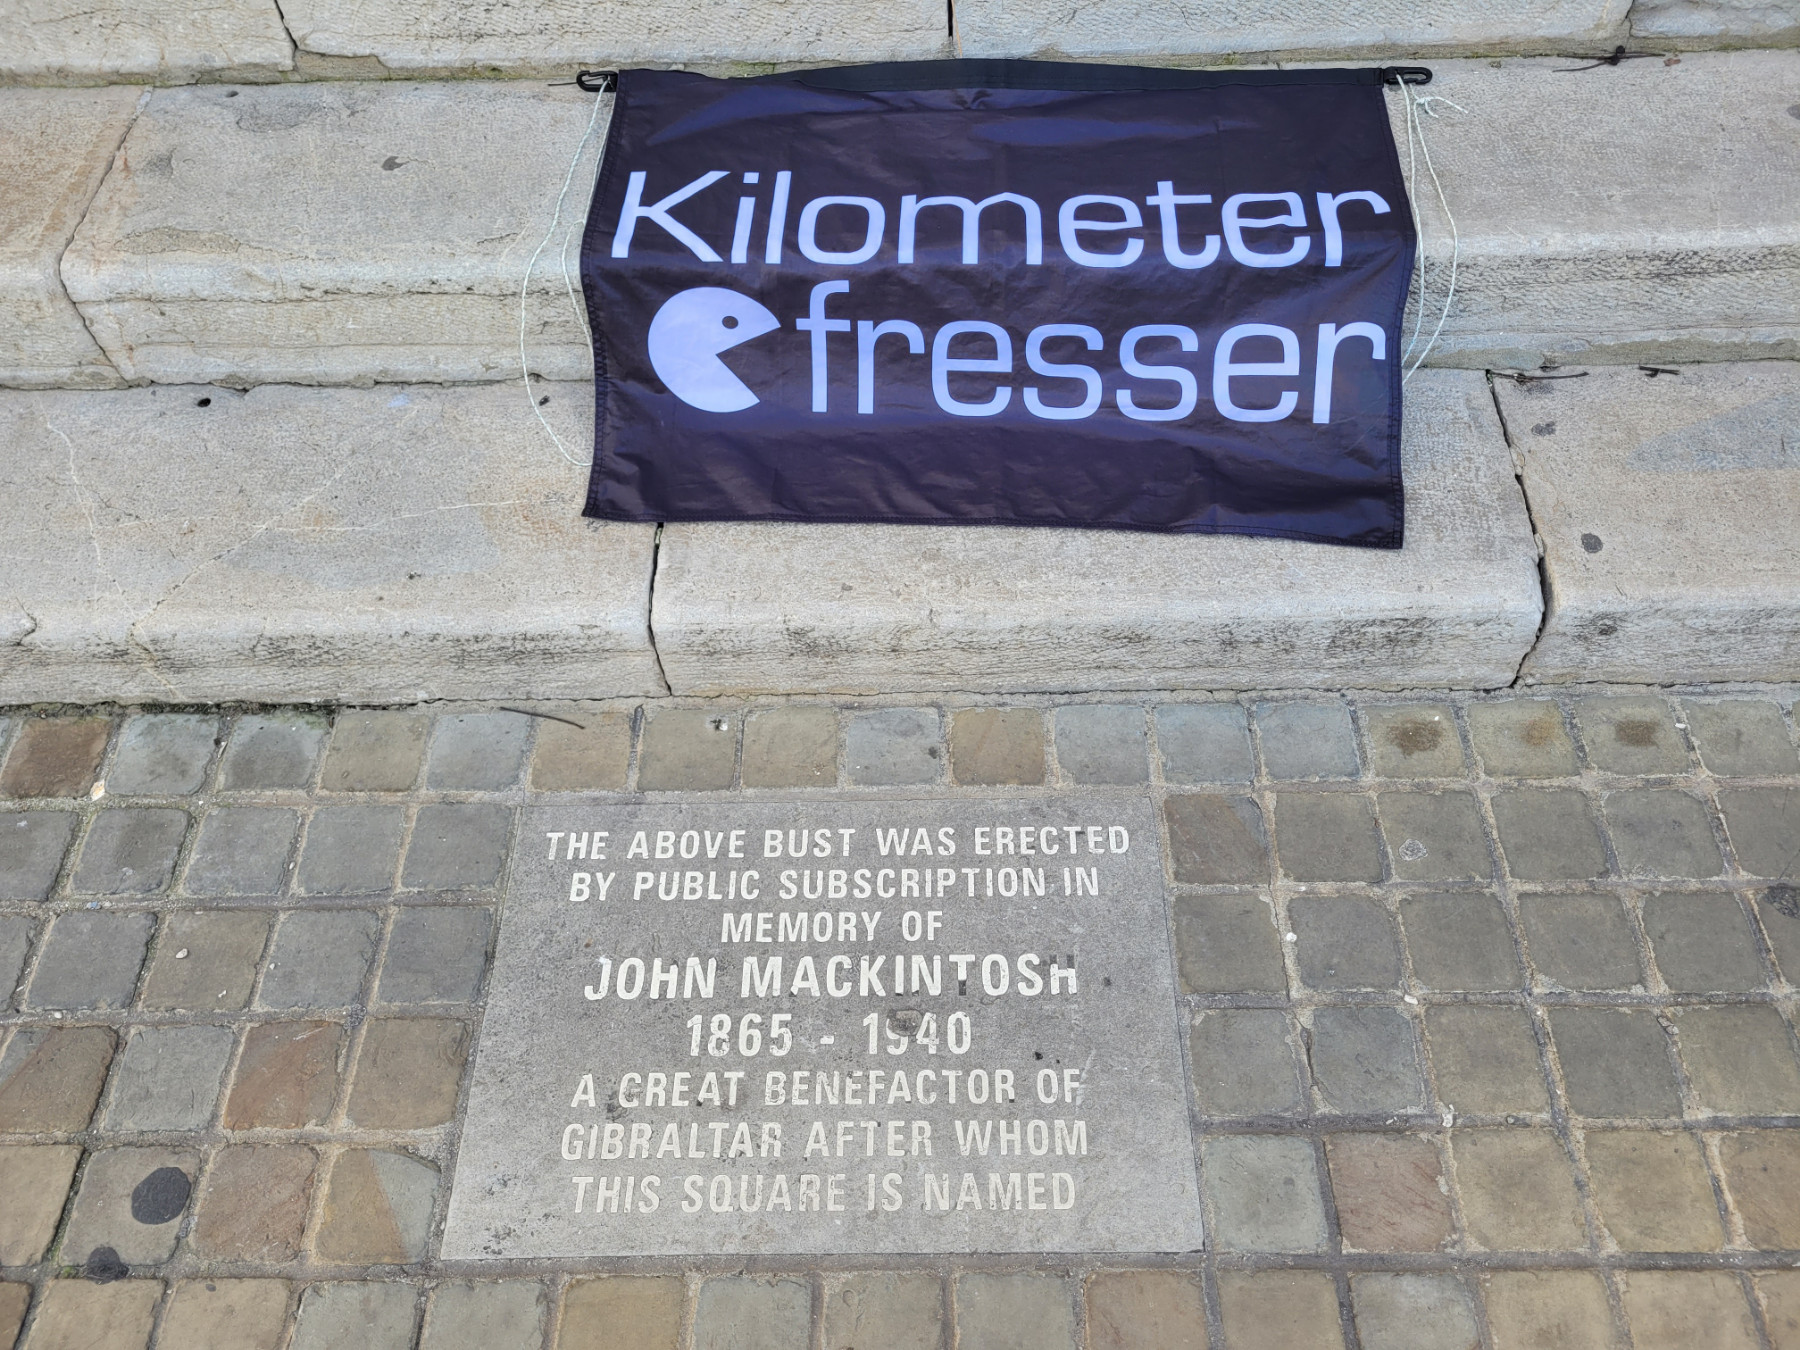 Kilometer
fresser
THE ABOVE BUST WAS ERECTED
BY PUBLIC SUBSCRIPTION IN
MEMORY OF
JOHN MACKINTOSH
1865 - 1940
A GREAT BENEFACTOR OF
GIBRALTAR AFTER WHOM
THIS SQUARE IS NAMED